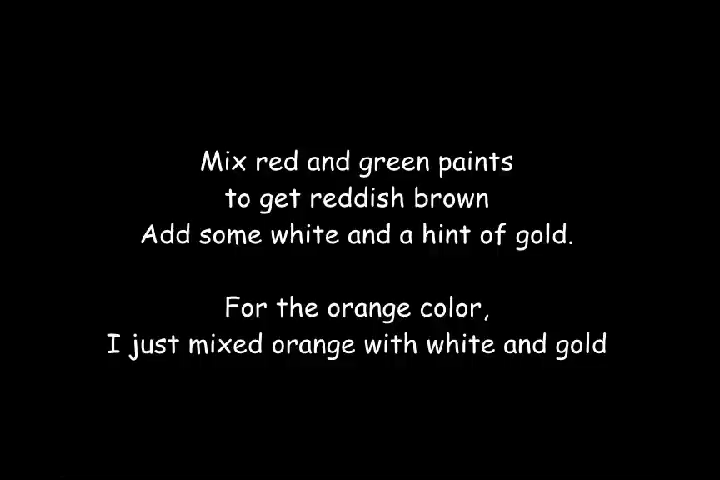 Mix red and green paints
to get reddish brown
Add some white and a hint of gold.
For the orange color,
I just mixed orange with white and gold